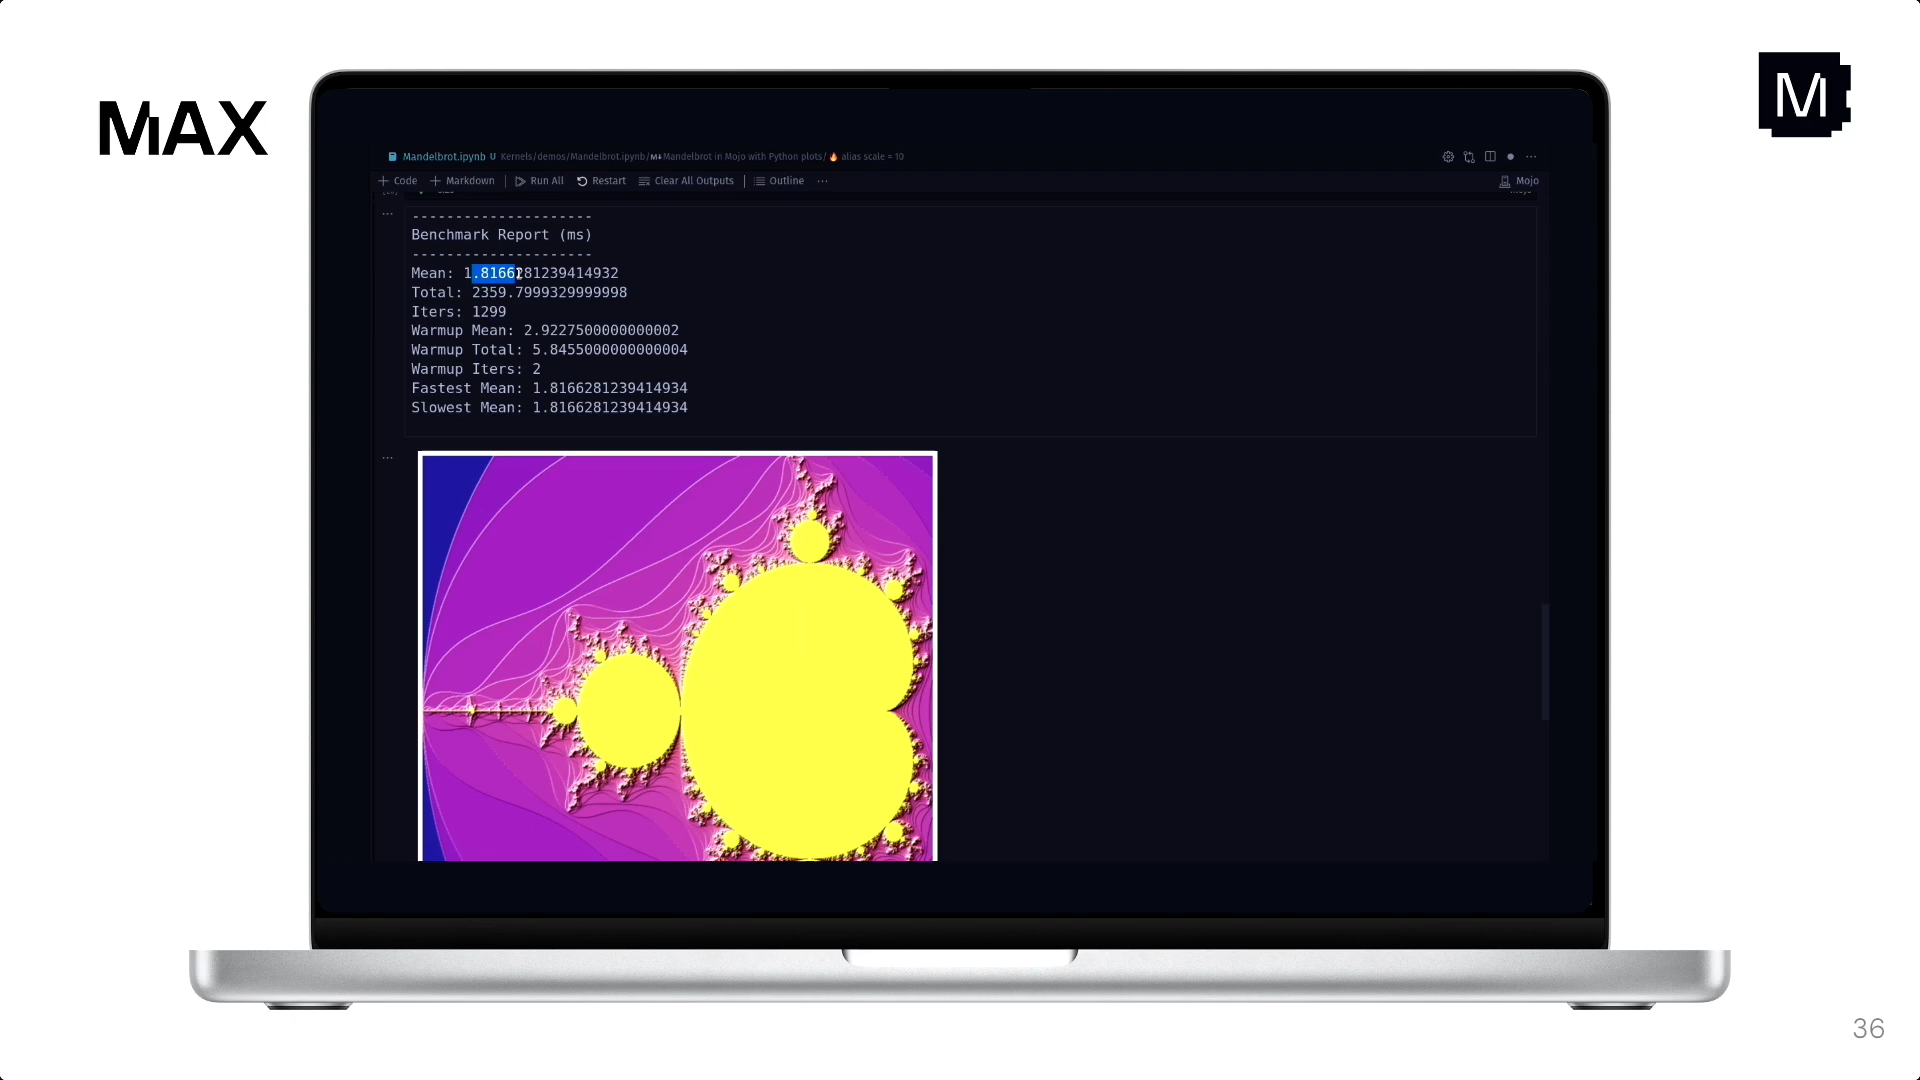 MAX
M
Mandelbrot.ipynb U Kernels/demos/Mandelbrot.ipynb/M↓Mandelbrot in Mojo with Python plots/🔥 alias scale = 10
+ Code + Markdown | Run All Restart Clear All Outputs | Outline ...
Mojo
---------------------
Benchmark Report (ms)
---------------------
Mean: 1.8166281239414932
Total: 2359.7999329999998
Iters: 1299
Warmup Mean: 2.9227500000000002
Warmup Total: 5.8455000000000004
Warmup Iters: 2
Fastest Mean: 1.8166281239414934
Slowest Mean: 1.8166281239414934
36